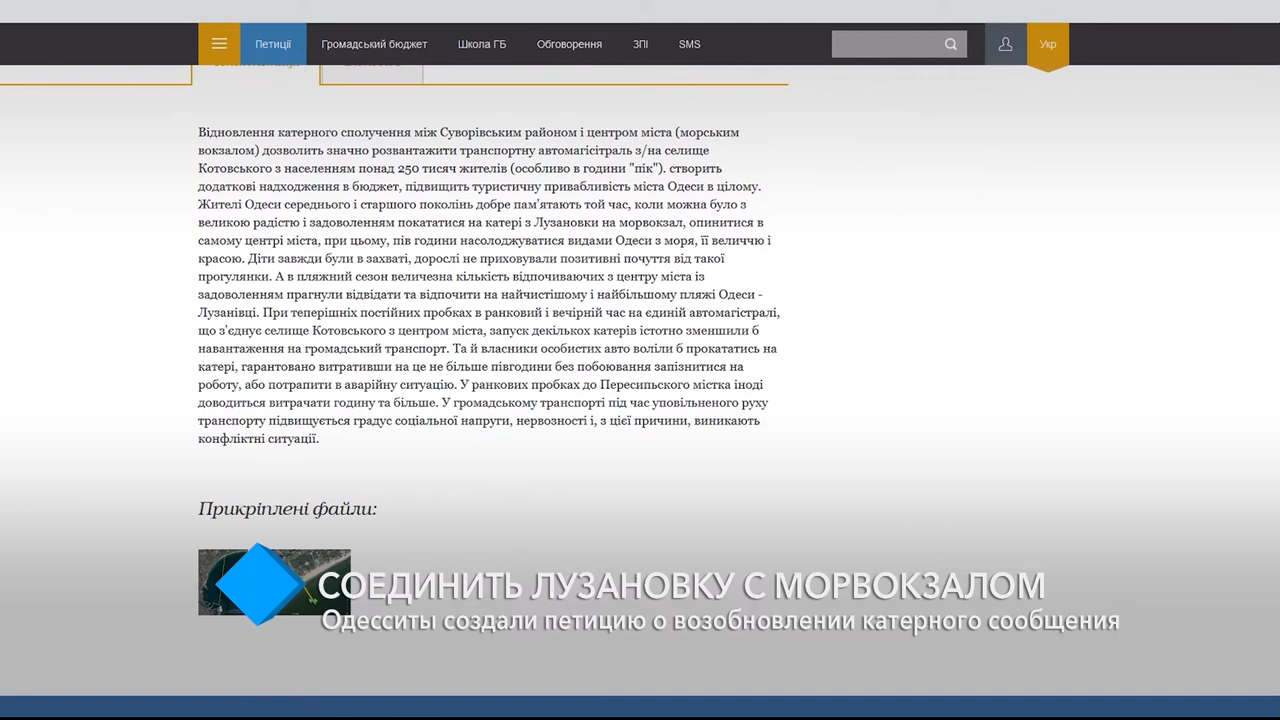 Петиції Громадський бюджет Школа ГБ Обговорення ЗПІ SMS Укр
Відновлення катерного сполучення між Суворівським районом і центром міста (морським
вокзалом) дозволить значно розвантажити транспортну автомагістраль з/на селище
Котовського з населенням понад 250 тисяч жителів (особливо в години "пік"). створить
додаткові надходження в бюджет, підвищить туристичну привабливість міста Одеси в цілому.
Жителі Одеси середнього і старшого поколінь добре пам'ятають той час, коли можна було з
великою радістю і задоволенням покататися на катері з Лузановки на морвокзал, опинитися в
самому центрі міста, при цьому, пів години насолоджуватися видами Одеси з моря, її величчю і
красою. Діти завжди були в захваті, дорослі не приховували позитивні почуття від такої
прогулянки. А в пляжний сезон величезна кількість відпочиваючих з центру міста із
задоволенням прагнули відвідати та відпочити на найчистішому і найбільшому пляжі Одеси -
Лузанівці. При теперішніх постійних пробках в ранковий і вечірній час на єдиній автомагістралі,
що з'єднує селище Котовського з центром міста, запуск декількох катерів істотно зменшили б
навантаження на громадський транспорт. Та й власники особистих авто воліли б прокататись на
катері, гарантовано витративши на це не більше півгодини без побоювання запізнитися на
роботу, або потрапити в аварійну ситуацію. У ранкових пробках до Пересипьского містка іноді
доводиться витрачати годину та більше. У громадському транспорті під час уповільненого руху
транспорту підвищується градус соціальної напруги, нервозності і, з цієї причини, виникають
конфліктні ситуації.
Прикріплені файли:
СОЕДИНИТЬ ЛУЗАНОВКУ С МОРВОКЗАЛОМ
Одесситы создали петицию о возобновлении катерного сообщения